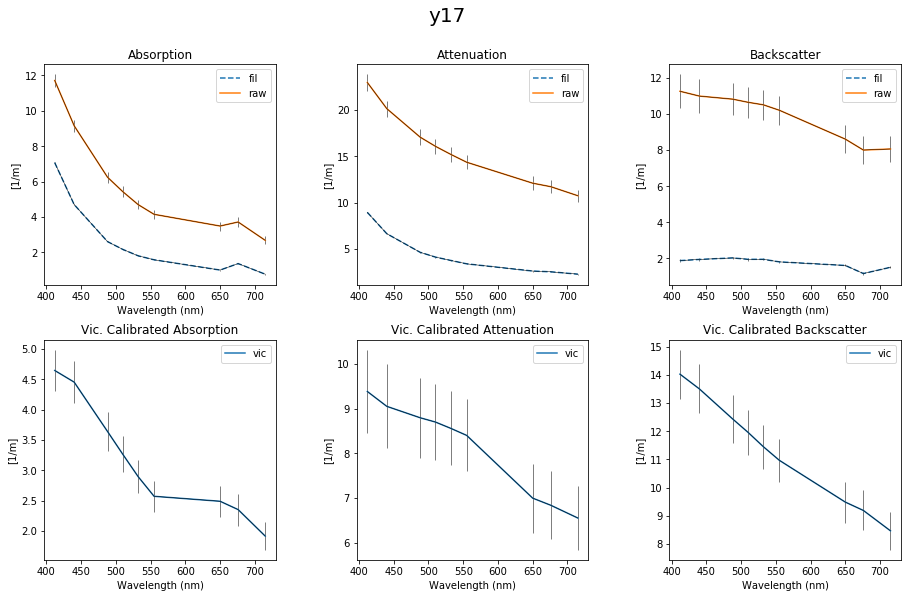 y17
Absorption
Attenuation
Backscatter
12
10
8
6
4
2
[1/m]
fil
raw
400 450 500 550 600 650 700
Wavelength (nm)
20
15
10
5
[1/m]
fil
raw
400 450 500 550 600 650 700
Wavelength (nm)
12
10
8
6
4
2
[1/m]
fil
raw
400 450 500 550 600 650 700
Wavelength (nm)
Vic. Calibrated Absorption
Vic. Calibrated Attenuation
Vic. Calibrated Backscatter
5.0
4.5
4.0
3.5
3.0
2.5
2.0
[1/m]
vic
400 450 500 550 600 650 700
Wavelength (nm)
10
9
8
7
6
[1/m]
vic
400 450 500 550 600 650 700
Wavelength (nm)
15
14
13
12
11
10
9
8
[1/m]
vic
400 450 500 550 600 650 700
Wavelength (nm)